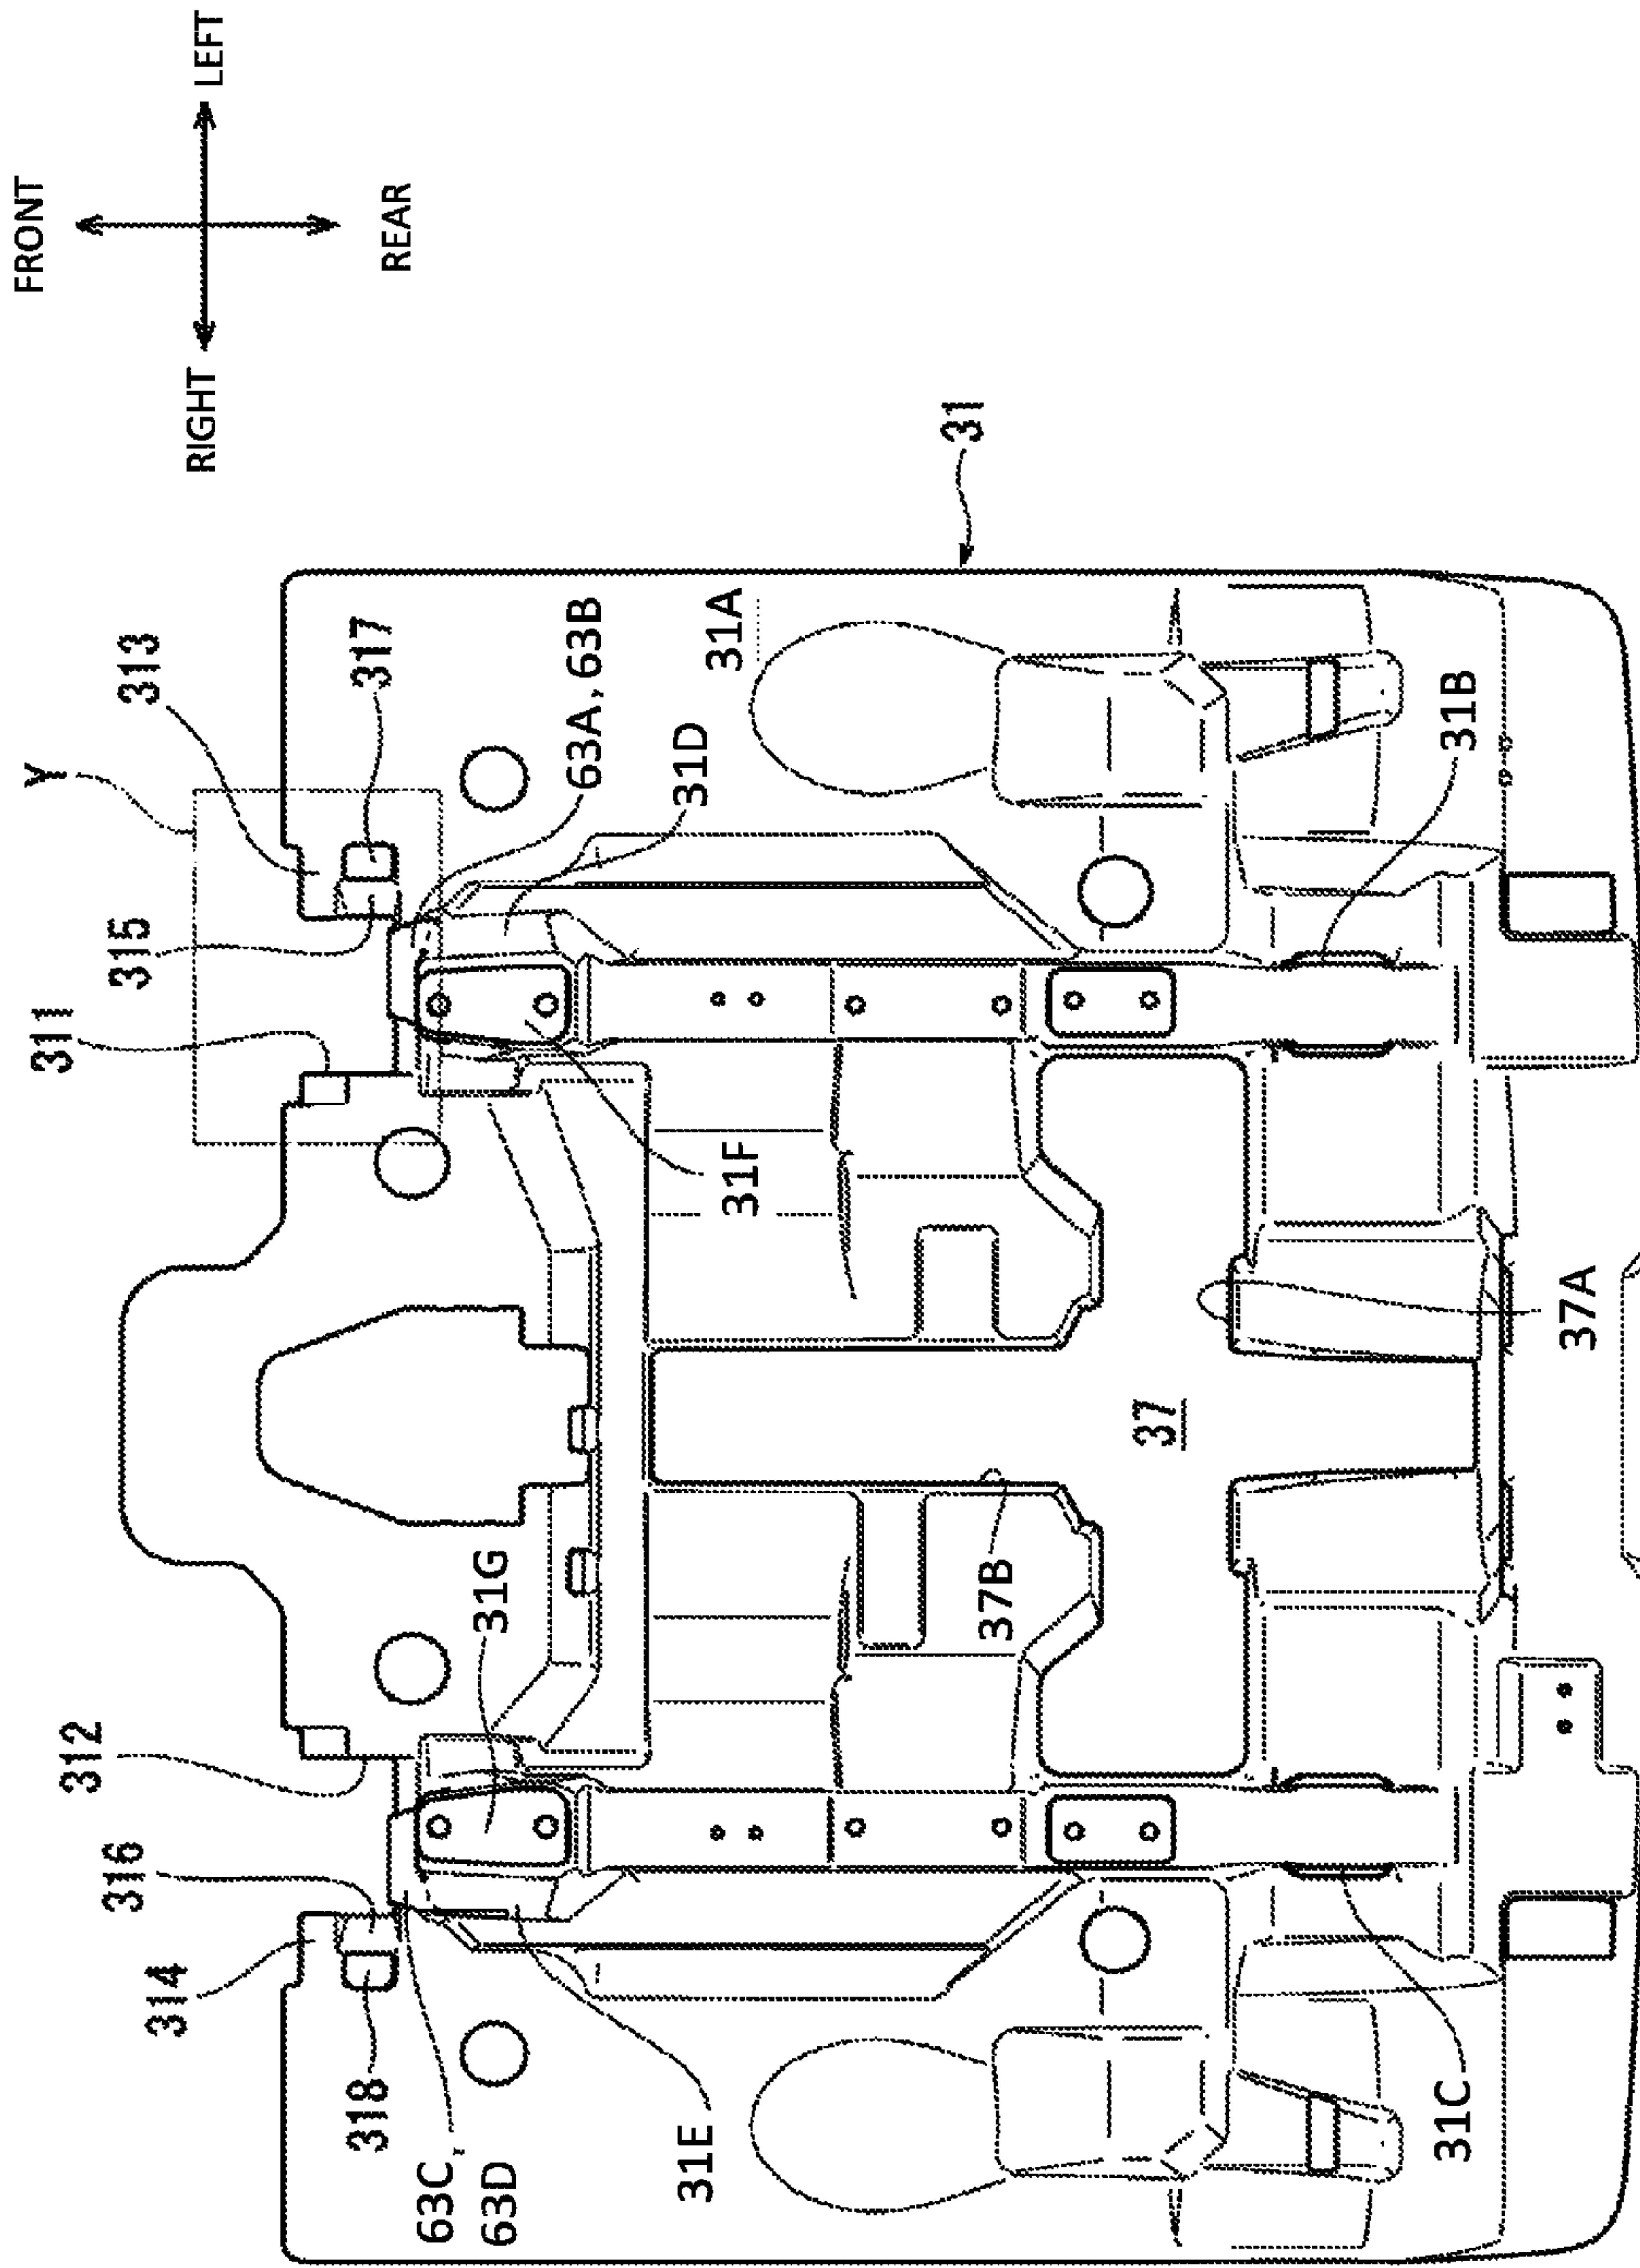 FRONT
REAR
RIGHT
LEFT
31
Y
313
317
315
311
63A, 63B
31D
31A
31B
31F
37A
37
37B
31G
312
316
314
318
63C,
63D
31E
31C